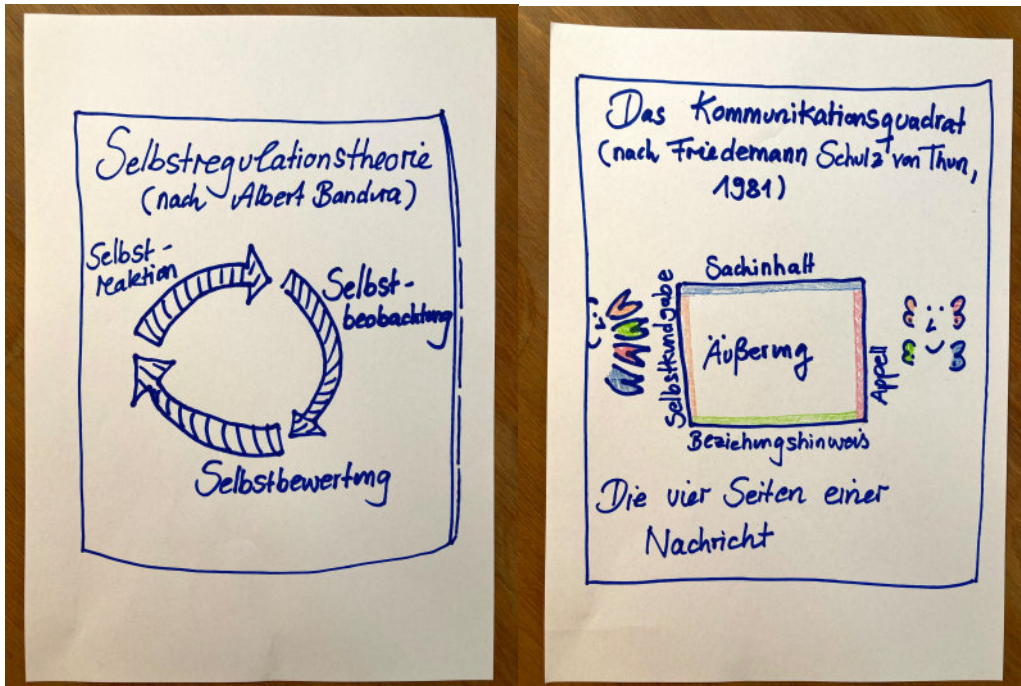 Selbstregulationstheorie
(nach Albert Bandura)
Selbst-
reaktion
Selbst-
beobachtung
Selbstbewertung
Das Kommunikationsquadrat
(nach Friedemann Schulz von Thun,
1981)
Sachinhalt
Selbstkundgabe
Äußerung
Appell
Beziehungshinweis
Die vier Seiten einer
Nachricht